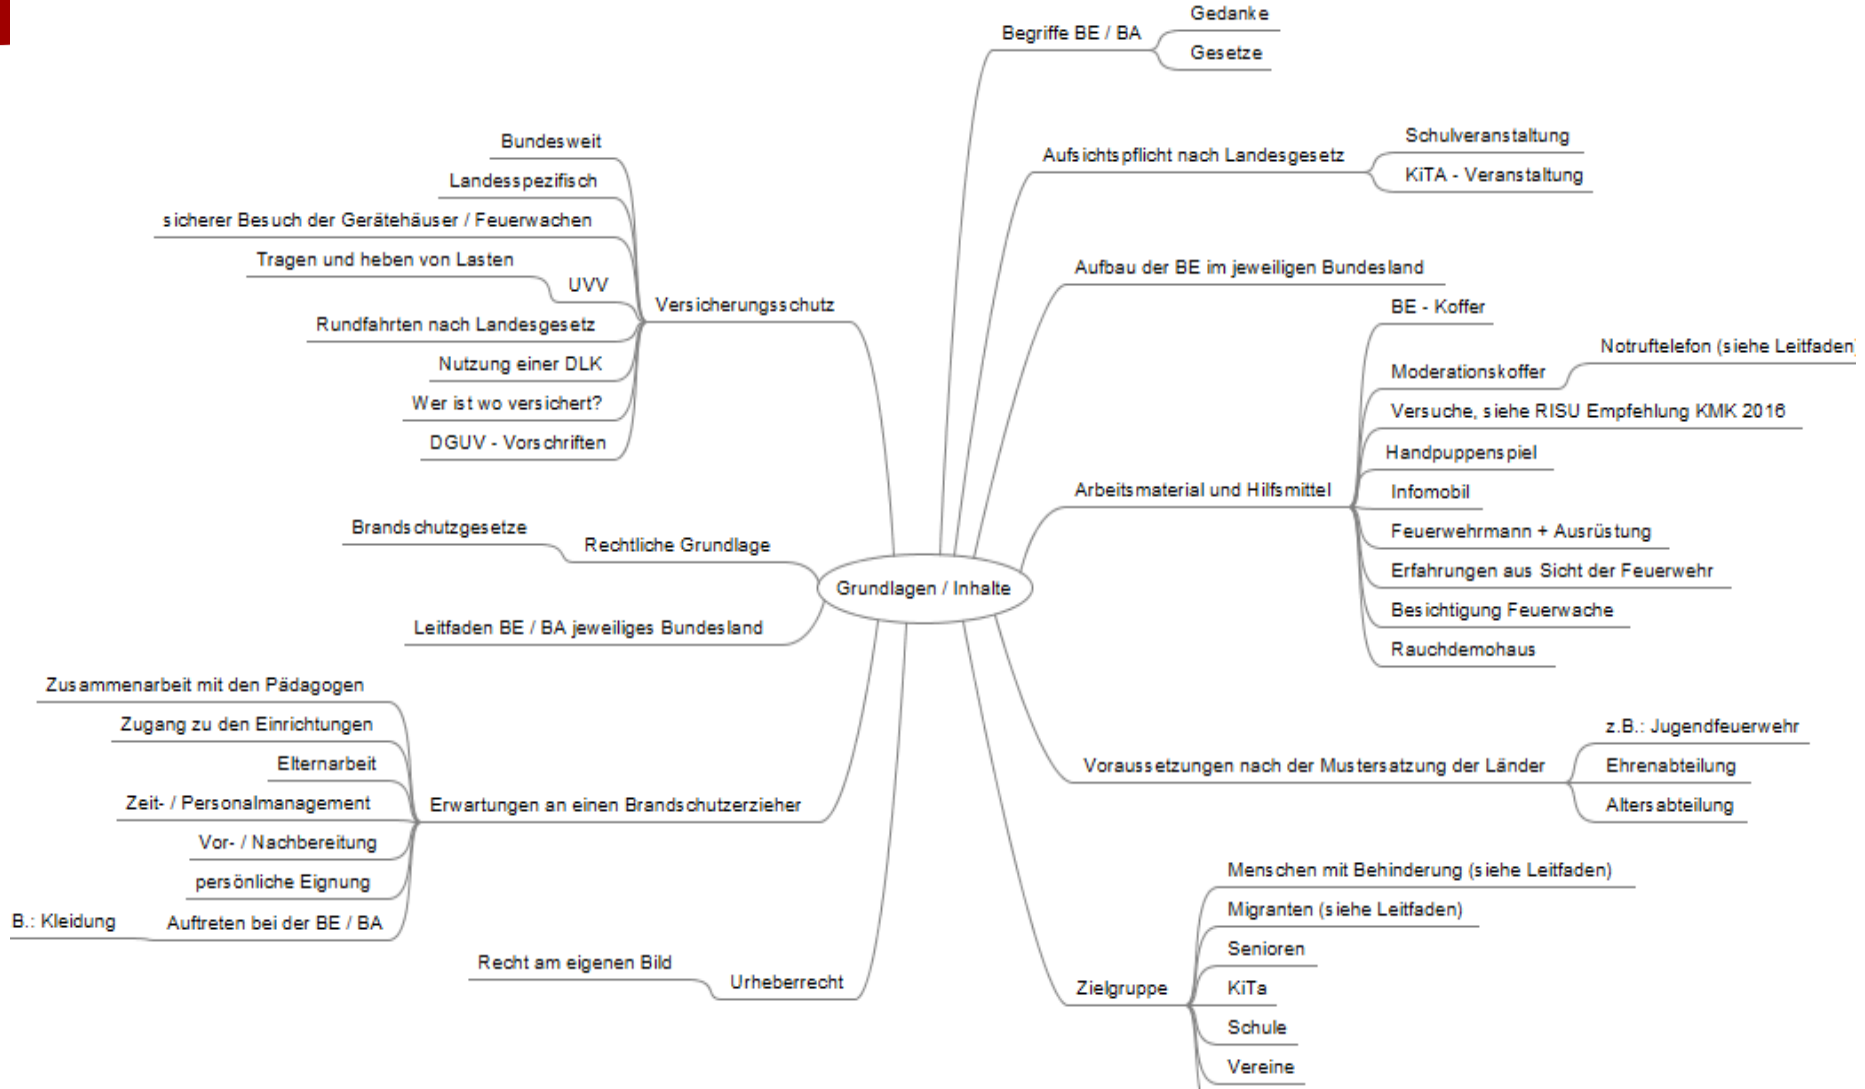 Grundlagen / Inhalte
Begriffe BE / BA
Gedanke
Gesetze
Aufsichtspflicht nach Landesgesetz
Schulveranstaltung
KiTA - Veranstaltung
Aufbau der BE im jeweiligen Bundesland
Arbeitsmaterial und Hilfsmittel
BE - Koffer
Moderationskoffer
Notruftelefon (siehe Leitfaden)
Versuche, siehe RISU Empfehlung KMK 2016
Handpuppenspiel
Infomobil
Feuerwehrmann + Ausrüstung
Erfahrungen aus Sicht der Feuerwehr
Besichtigung Feuerwache
Rauchdemohaus
Voraussetzungen nach der Mustersatzung der Länder
z.B.: Jugendfeuerwehr
Ehrenabteilung
Altersabteilung
Zielgruppe
Menschen mit Behinderung (siehe Leitfaden)
Migranten (siehe Leitfaden)
Senioren
KiTa
Schule
Vereine
Versicherungsschutz
Bundesweit
Landesspezifisch
sicherer Besuch der Gerätehäuser / Feuerwachen
UVV
Tragen und heben von Lasten
Rundfahrten nach Landesgesetz
Nutzung einer DLK
Wer ist wo versichert?
DGUV - Vorschriften
Rechtliche Grundlage
Brandschutzgesetze
Leitfaden BE / BA jeweiliges Bundesland
Erwartungen an einen Brandschutzerzieher
Zusammenarbeit mit den Pädagogen
Zugang zu den Einrichtungen
Elternarbeit
Zeit- / Personalmanagement
Vor- / Nachbereitung
persönliche Eignung
Auftreten bei der BE / BA
B.: Kleidung
Urheberrecht
Recht am eigenen Bild